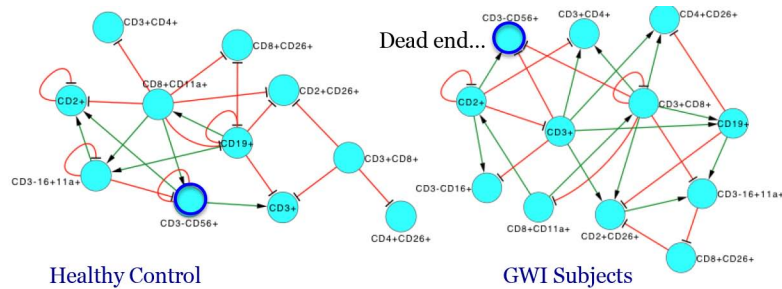 CD3+CD4+
CD8+CD26+
CD8+CD11a+
CD2+
CD2+CD26+
CD19+
CD3+CD8+
CD3-16+11a+
CD3-CD56+
CD3+
CD4+CD26+
Healthy Control
CD3-CD56+
CD3+CD4+
CD4+CD26+
Dead end...
CD2+
CD3+CD8+
CD19+
CD3+
CD3-CD16+
CD3-16+11a+
CD8+CD11a+
CD2+CD26+
CD8+CD26+
GWI Subjects